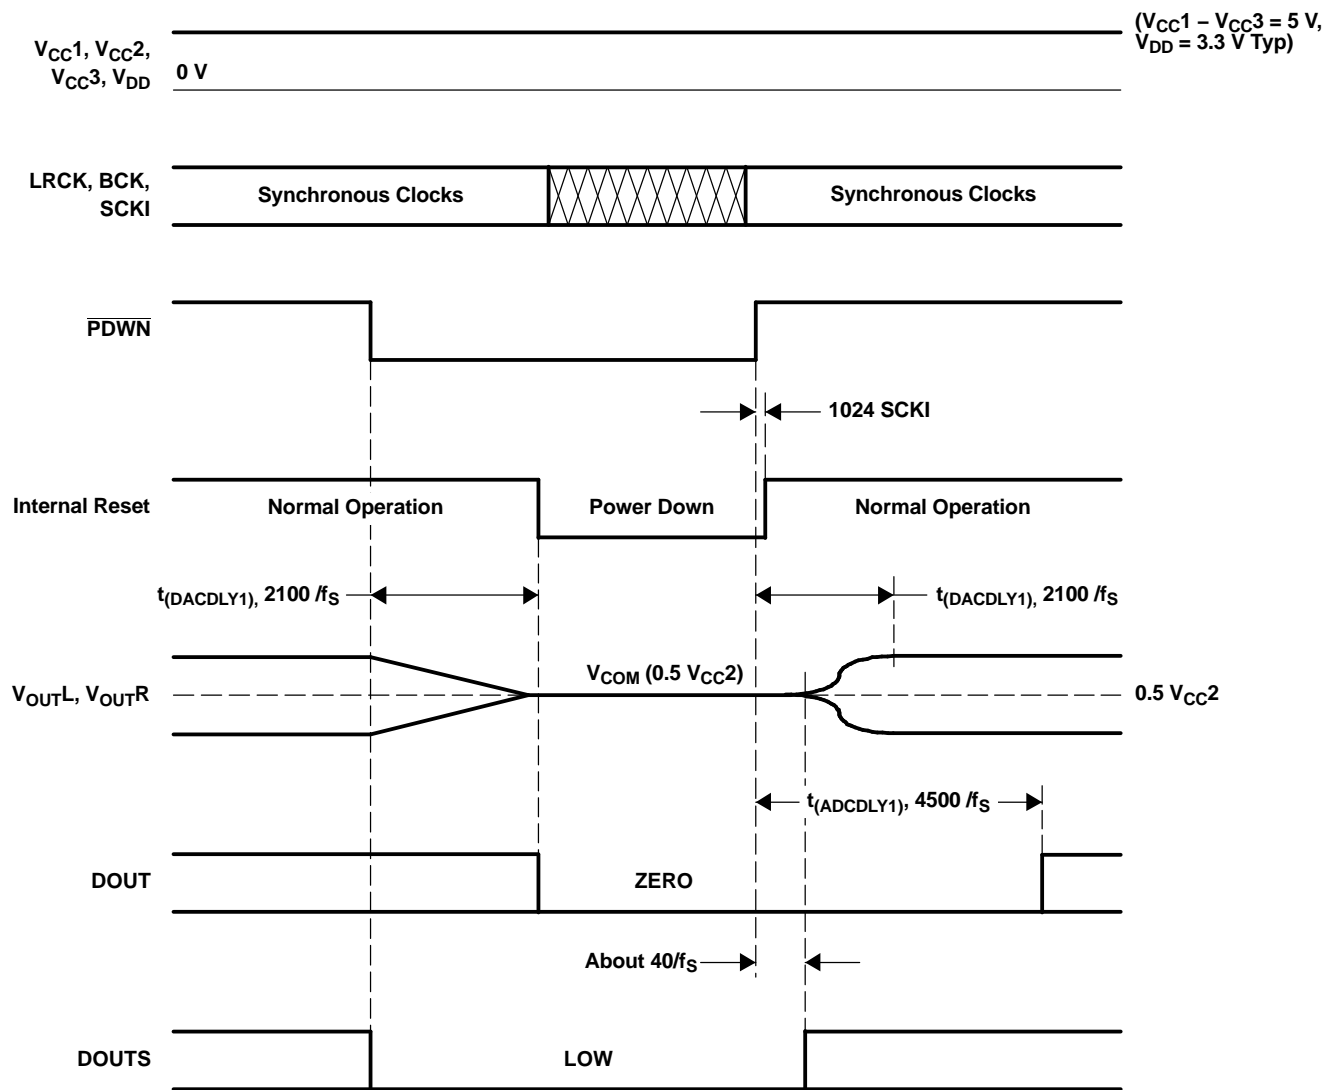 (VCC1 – VCC3 = 5 V,
VDD = 3.3 V Typ)
VCC1, VCC2,
VCC3, VDD
0 V
LRCK, BCK,
SCKI
Synchronous Clocks
Synchronous Clocks
PDWN
1024 SCKI
Internal Reset
Normal Operation
Power Down
Normal Operation
t(DACDLY1), 2100 /fS
t(DACDLY1), 2100 /fS
VOUTL, VOUTR
VCOM (0.5 VCC2)
0.5 VCC2
t(ADCDLY1), 4500 /fS
DOUT
ZERO
About 40/fS
DOUTS
LOW